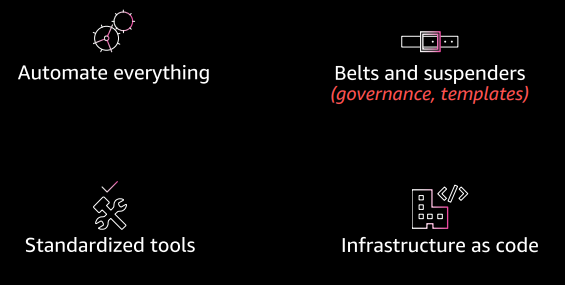 Automate everything
Belts and suspenders
(governance, templates)
Standardized tools
Infrastructure as code